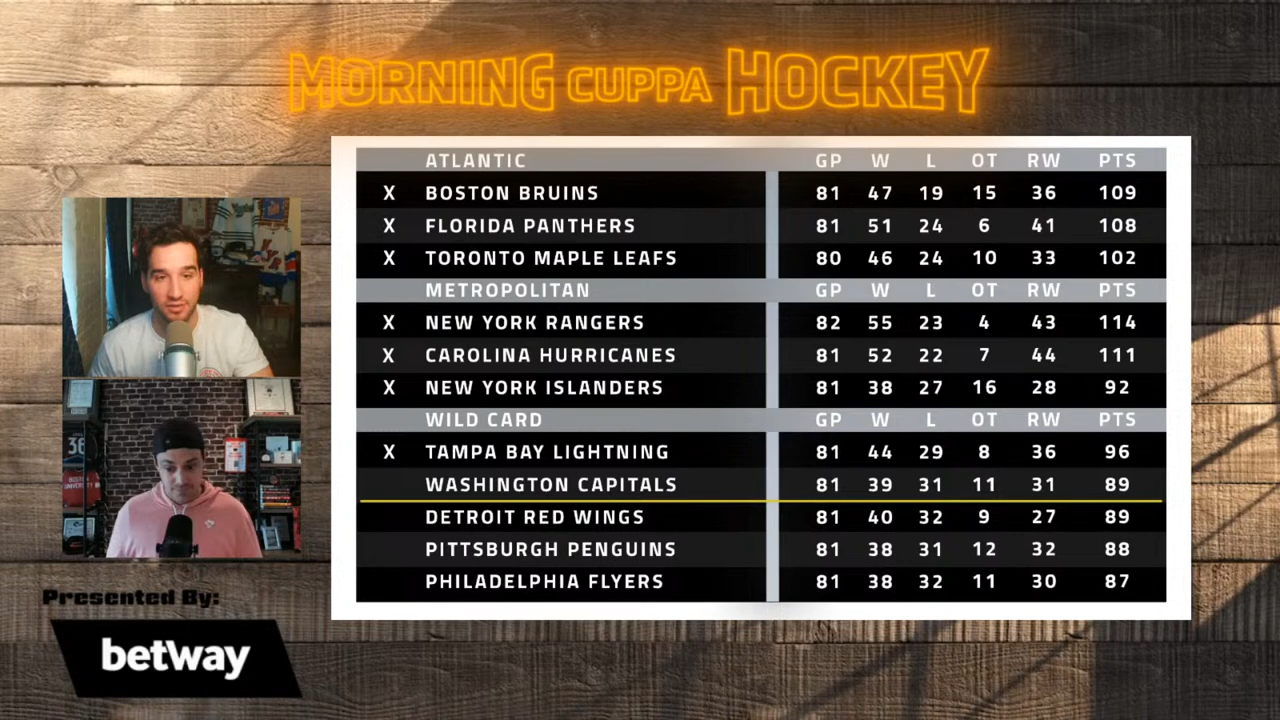 MORNING CUPPA HOCKEY
ATLANTIC GP W L OT RW PTS
X BOSTON BRUINS 81 47 19 15 36 109
X FLORIDA PANTHERS 81 51 24 6 41 108
X TORONTO MAPLE LEAFS 80 46 24 10 33 102
METROPOLITAN GP W L OT RW PTS
X NEW YORK RANGERS 82 55 23 4 43 114
X CAROLINA HURRICANES 81 52 22 7 44 111
X NEW YORK ISLANDERS 81 38 27 16 28 92
WILD CARD GP W L OT RW PTS
X TAMPA BAY LIGHTNING 81 44 29 8 36 96
WASHINGTON CAPITALS 81 39 31 11 31 89
DETROIT RED WINGS 81 40 32 9 27 89
PITTSBURGH PENGUINS 81 38 31 12 32 88
PHILADELPHIA FLYERS 81 38 32 11 30 87
36
BOSTON
Presented By:
betway